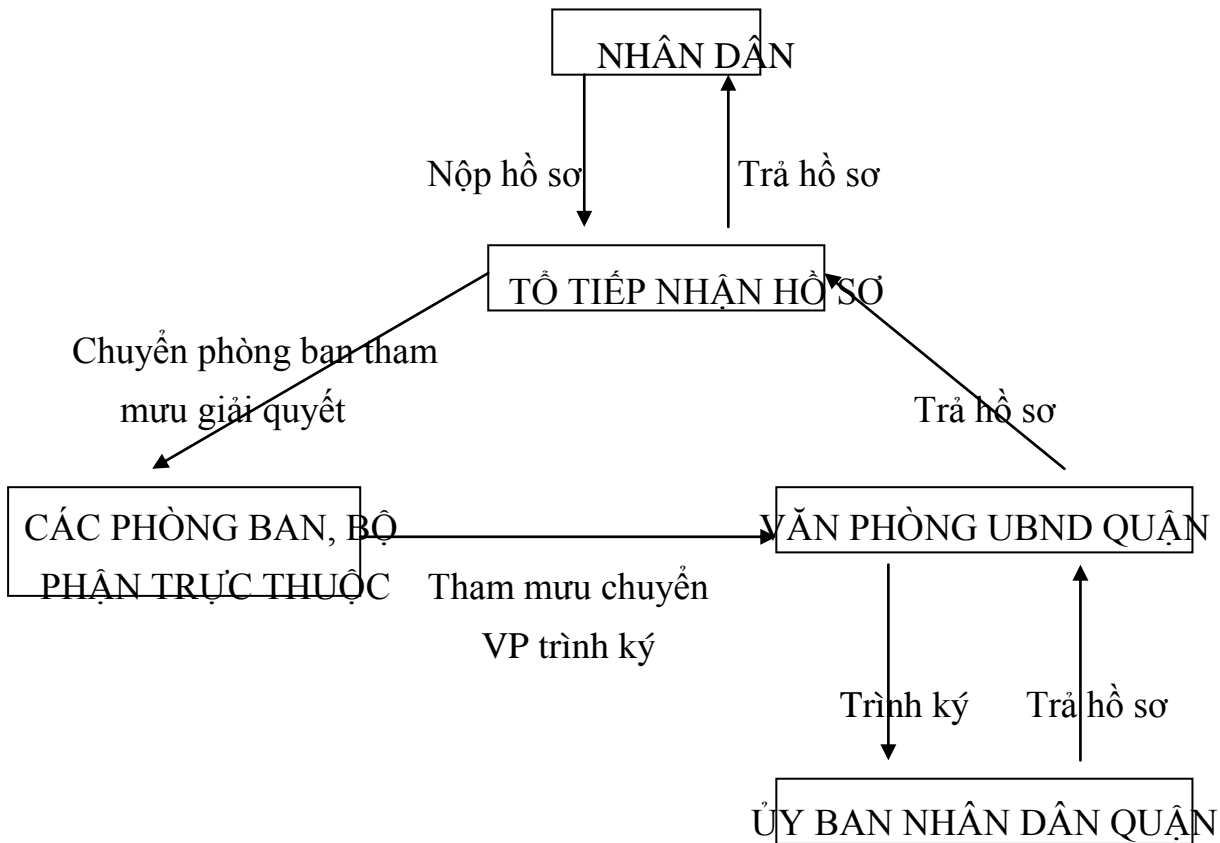 NHÂN DÂN
Nộp hồ sơ
Trả hồ sơ
TỔ TIẾP NHẬN HỒ SƠ
Chuyển phòng ban tham
mưu giải quyết
Trả hồ sơ
CÁC PHÒNG BAN, BỘ
PHẬN TRỰC THUỘC
VĂN PHÒNG UBND QUẬN
Tham mưu chuyển
VP trình ký
Trình ký
Trả hồ sơ
ỦY BAN NHÂN DÂN QUẬN